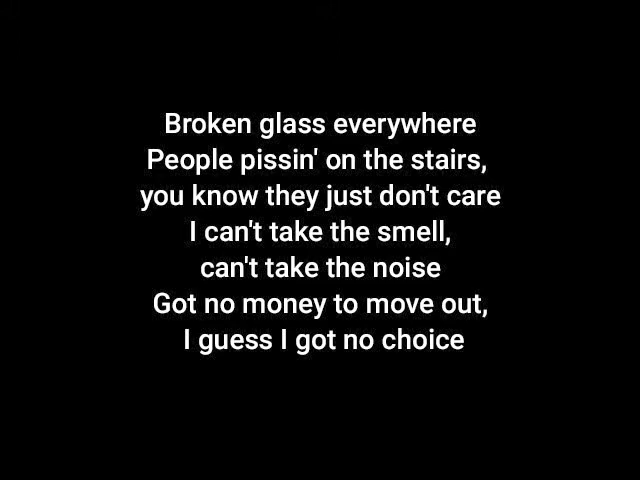 Broken glass everywhere
People pissin' on the stairs,
you know they just don't care
I can't take the smell,
can't take the noise
Got no money to move out,
I guess I got no choice